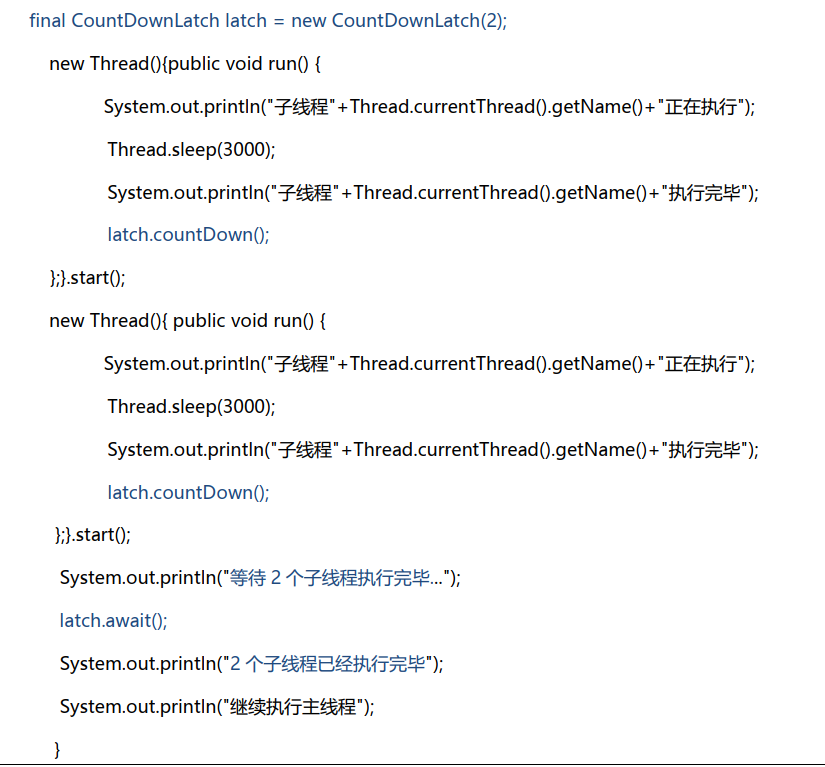 final CountDownLatch latch = new CountDownLatch(2);
new Thread(){public void run() {
System.out.println("子线程"+Thread.currentThread().getName()+"正在执行");
Thread.sleep(3000);
System.out.println("子线程"+Thread.currentThread().getName()+"执行完毕");
latch.countDown();
};}.start();
new Thread(){ public void run() {
System.out.println("子线程"+Thread.currentThread().getName()+"正在执行");
Thread.sleep(3000);
System.out.println("子线程"+Thread.currentThread().getName()+"执行完毕");
latch.countDown();
};}.start();
System.out.println("等待 2 个子线程执行完毕...");
latch.await();
System.out.println("2 个子线程已经执行完毕");
System.out.println("继续执行主线程");
}